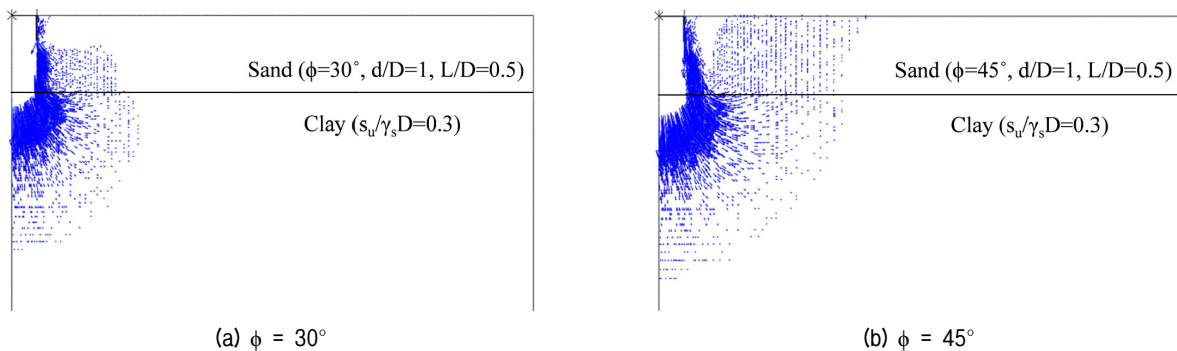 Sand (ϕ=30˚, d/D=1, L/D=0.5)
Clay (sᵤ/γₛD=0.3)
(a) ϕ = 30°
Sand (ϕ=45˚, d/D=1, L/D=0.5)
Clay (sᵤ/γₛD=0.3)
(b) ϕ = 45°